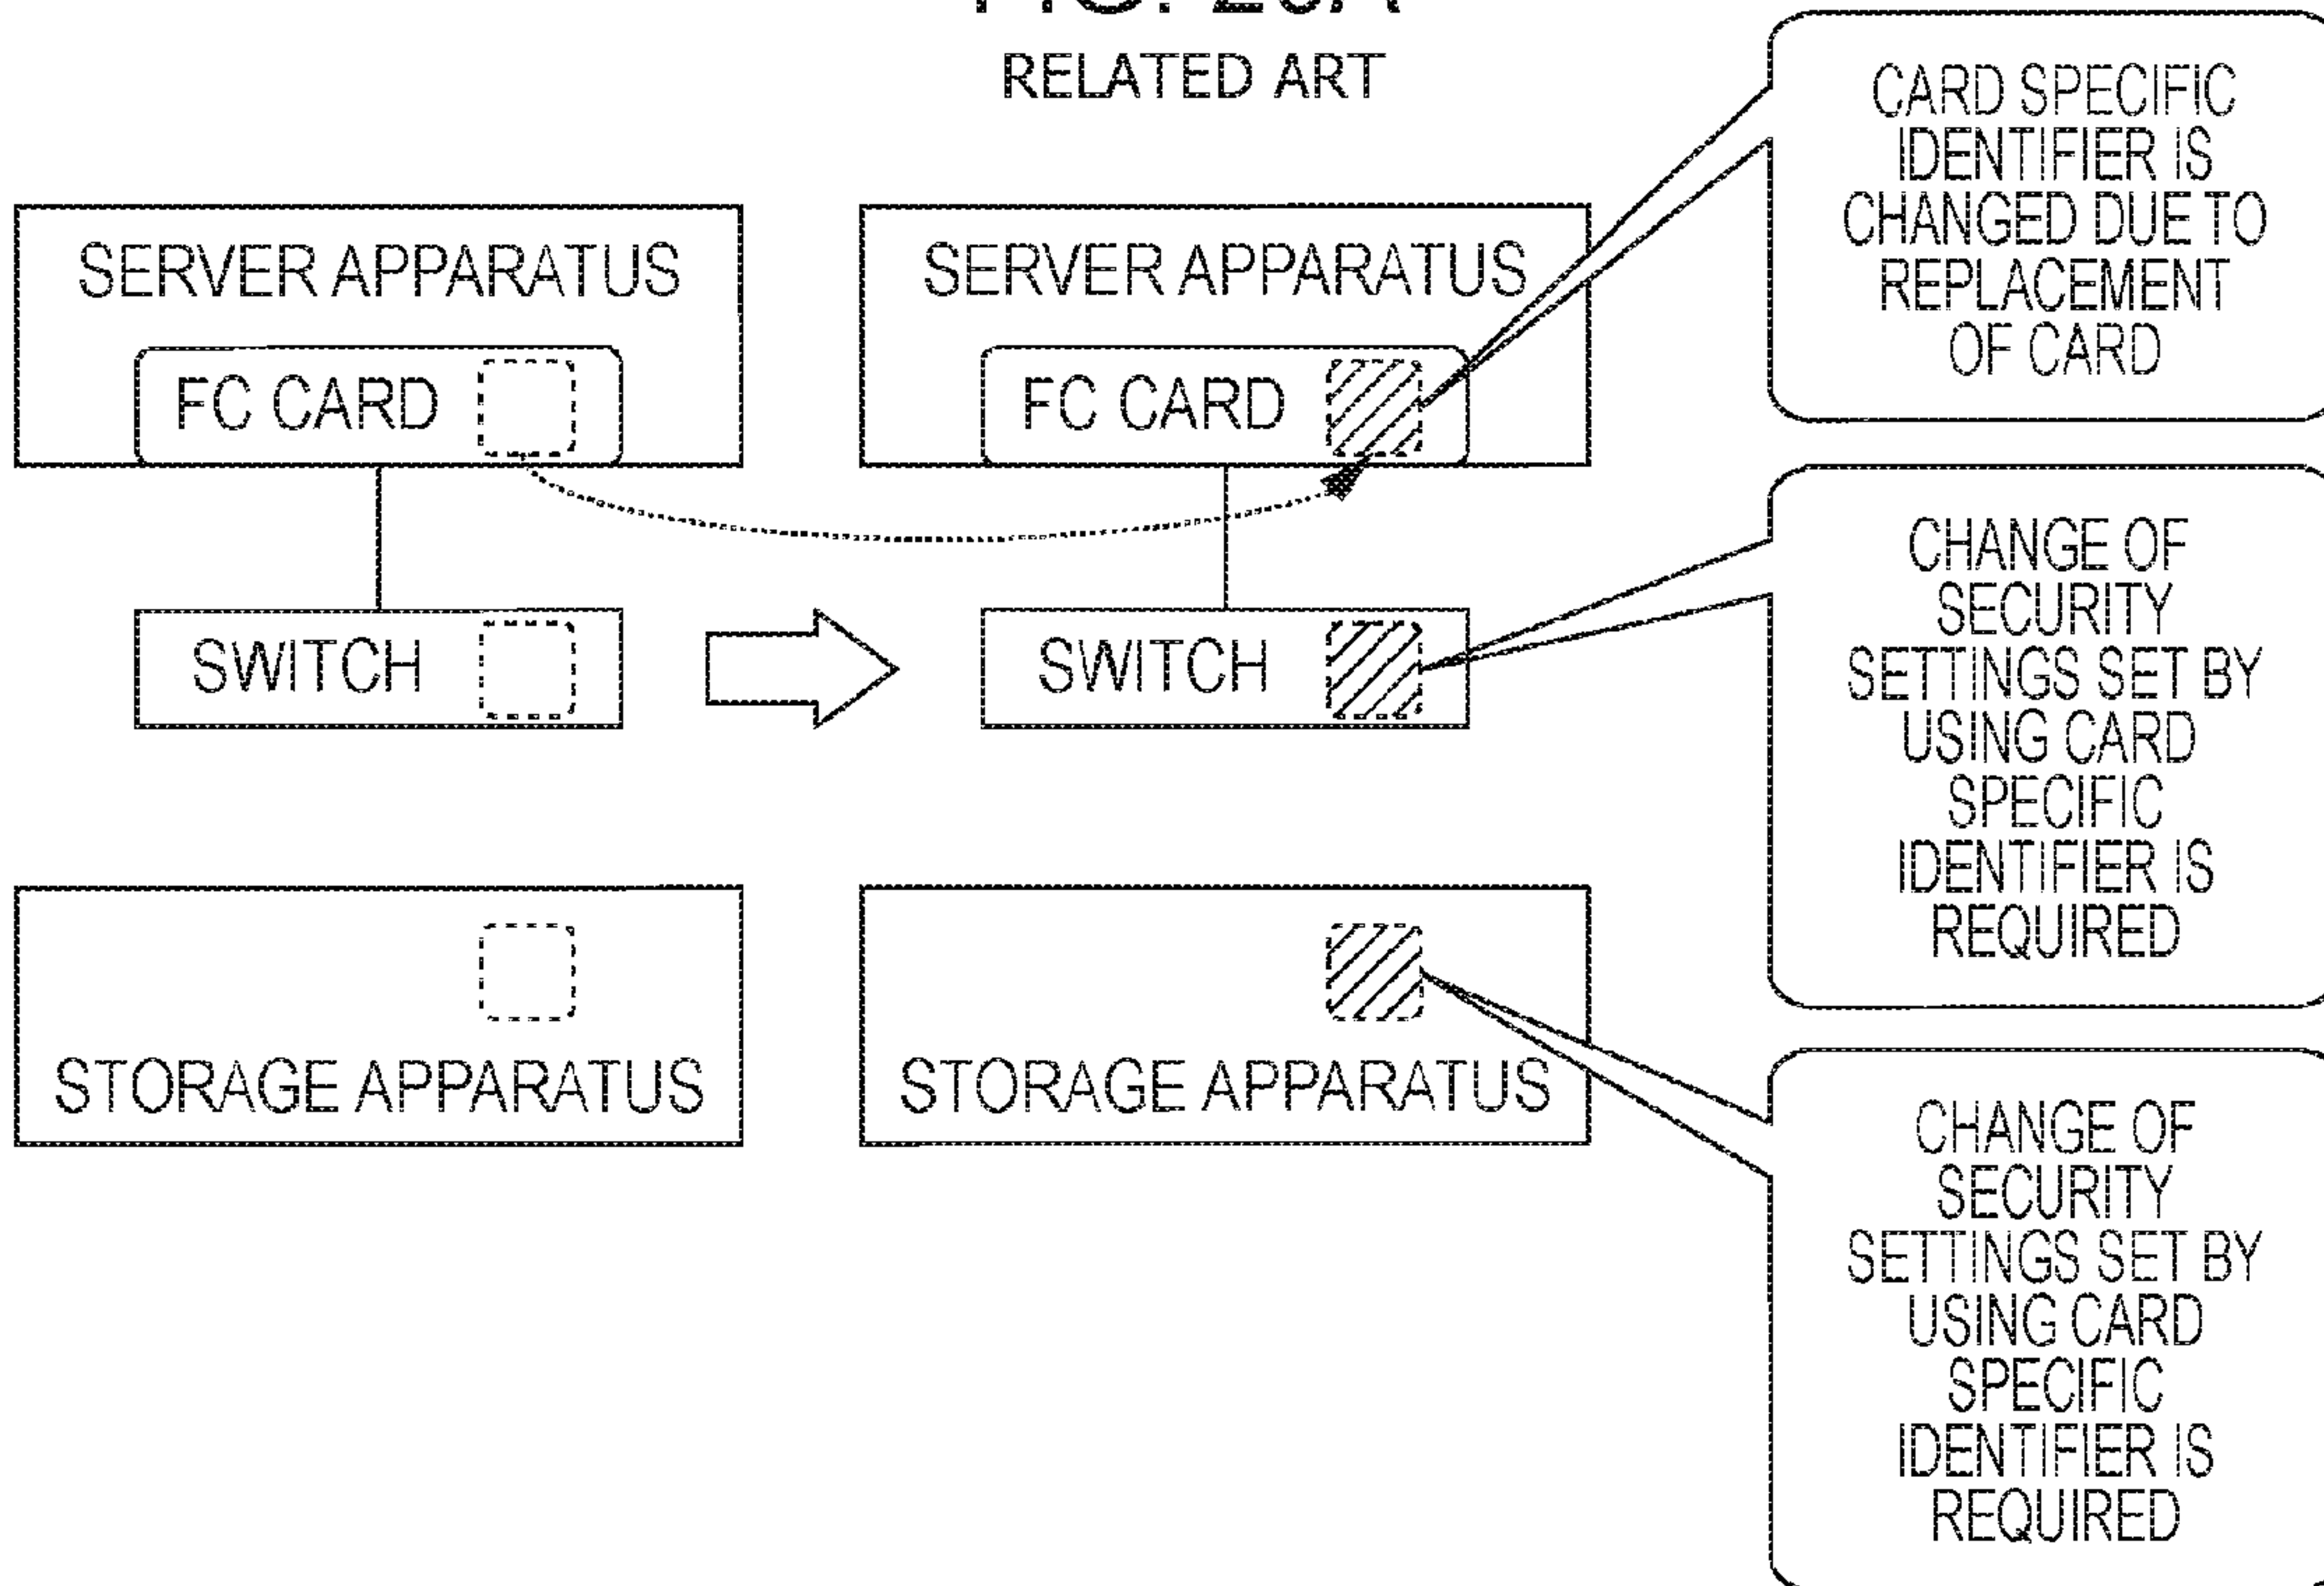 FIG.
RELATED ART
SERVER APPARATUS
FC CARD
SWITCH
STORAGE APPARATUS
SERVER APPARATUS
FC CARD
SWITCH
STORAGE APPARATUS
CARD SPECIFIC
IDENTIFIER IS
CHANGED DUE TO
REPLACEMENT
OF CARD
CHANGE OF
SECURITY
SETTINGS SET BY
USING CARD
SPECIFIC
IDENTIFIER IS
REQUIRED
CHANGE OF
SECURITY
SETTINGS SET BY
USING CARD
SPECIFIC
IDENTIFIER IS
REQUIRED